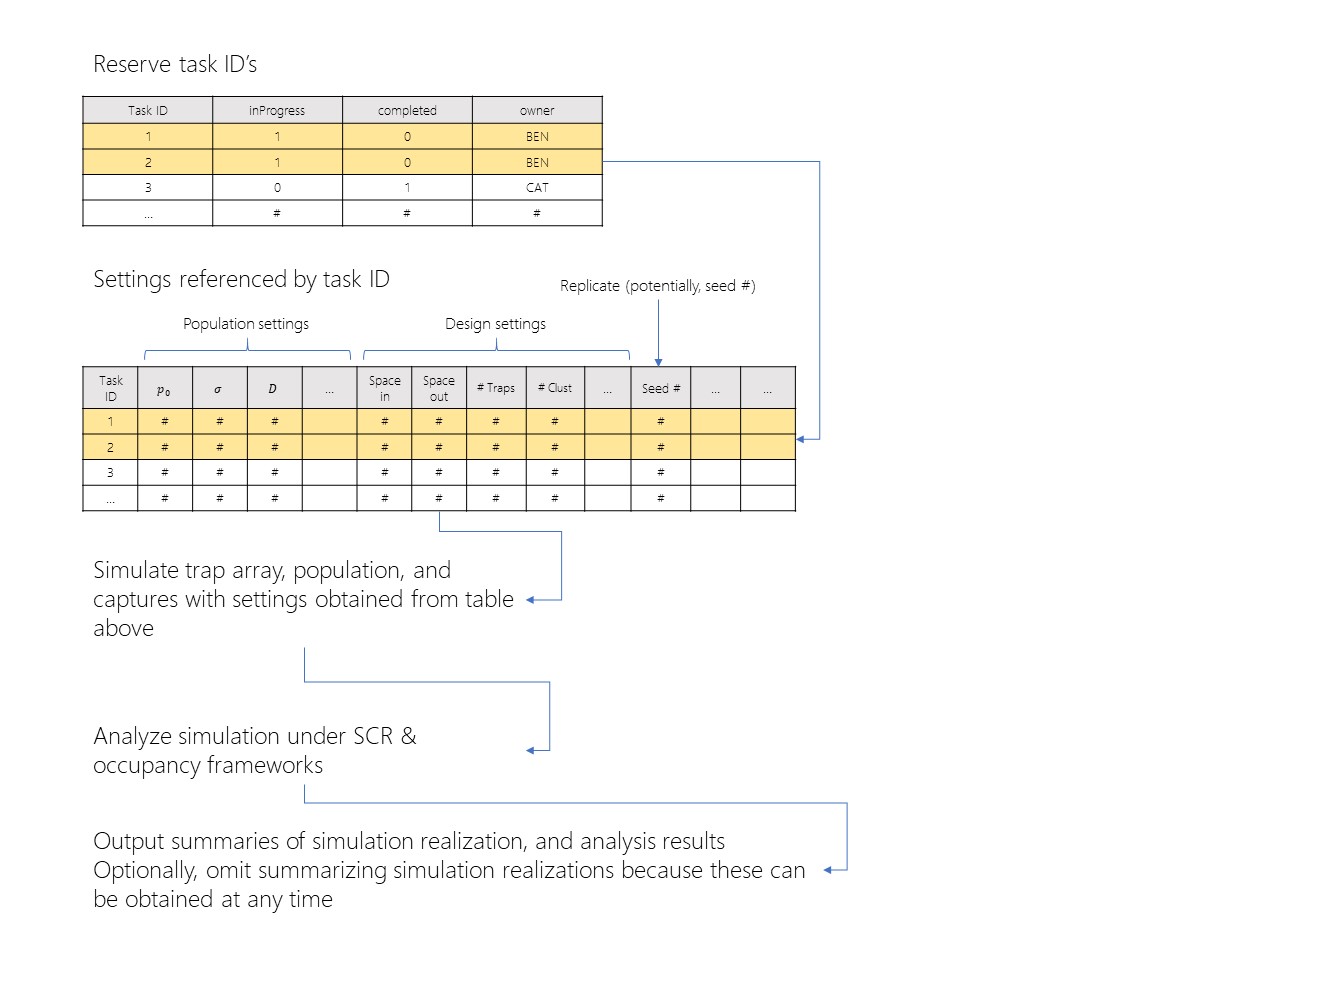 Reserve task ID’s
Task ID inProgress completed owner
1 1 0 BEN
2 1 0 BEN
3 0 1 CAT
... # # #
Settings referenced by task ID
Replicate (potentially, seed #)
Population settings Design settings
Task ID p₀ σ D ... Space in Space out # Traps # Clust ... Seed # ... ...
1 # # # # # # # #
2 # # # # # # # #
3 # # # # # # # #
... # # # # # # # #
Simulate trap array, population, and
captures with settings obtained from table
above
Analyze simulation under SCR &
occupancy frameworks
Output summaries of simulation realization, and analysis results
Optionally, omit summarizing simulation realizations because these can
be obtained at any time